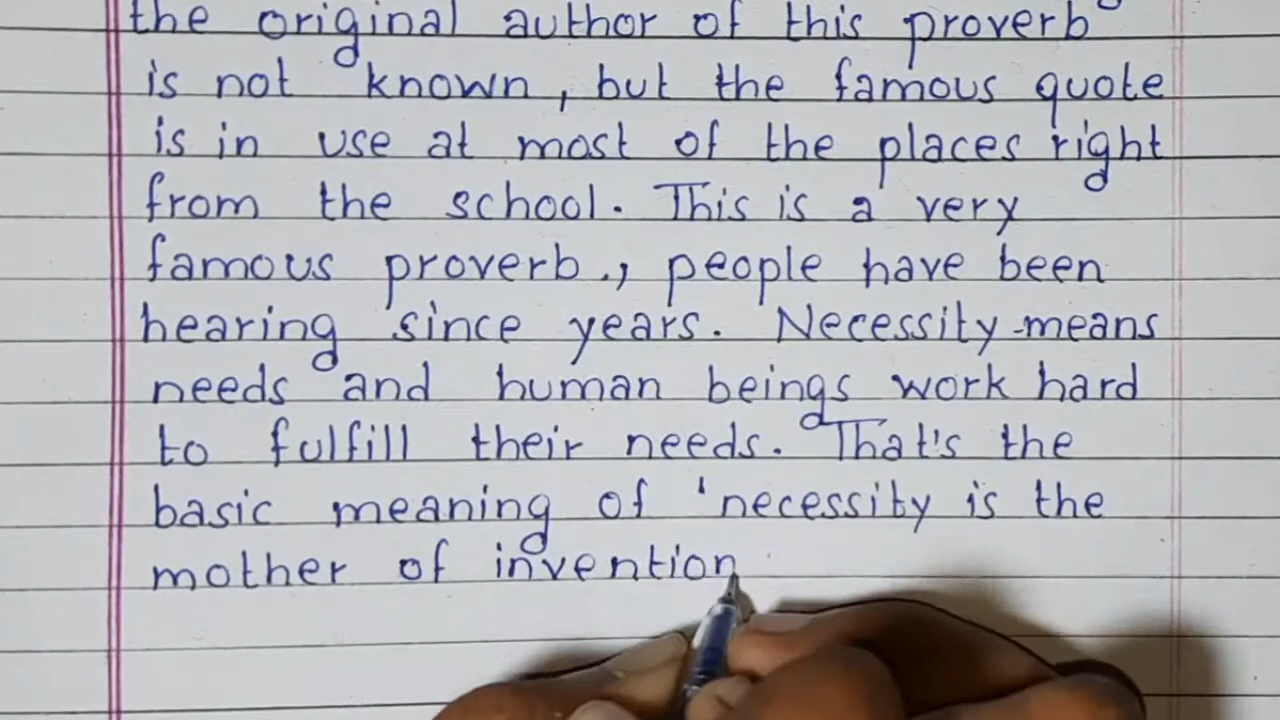 the original author of this proverb
is not known, but the famous quote
is in use at most of the places right
from the school. This is a very
famous proverb., people have been
hearing since years. Necessity means
needs and human beings work hard
to fulfill their needs. That's the
basic meaning of 'necessity is the
mother of invention